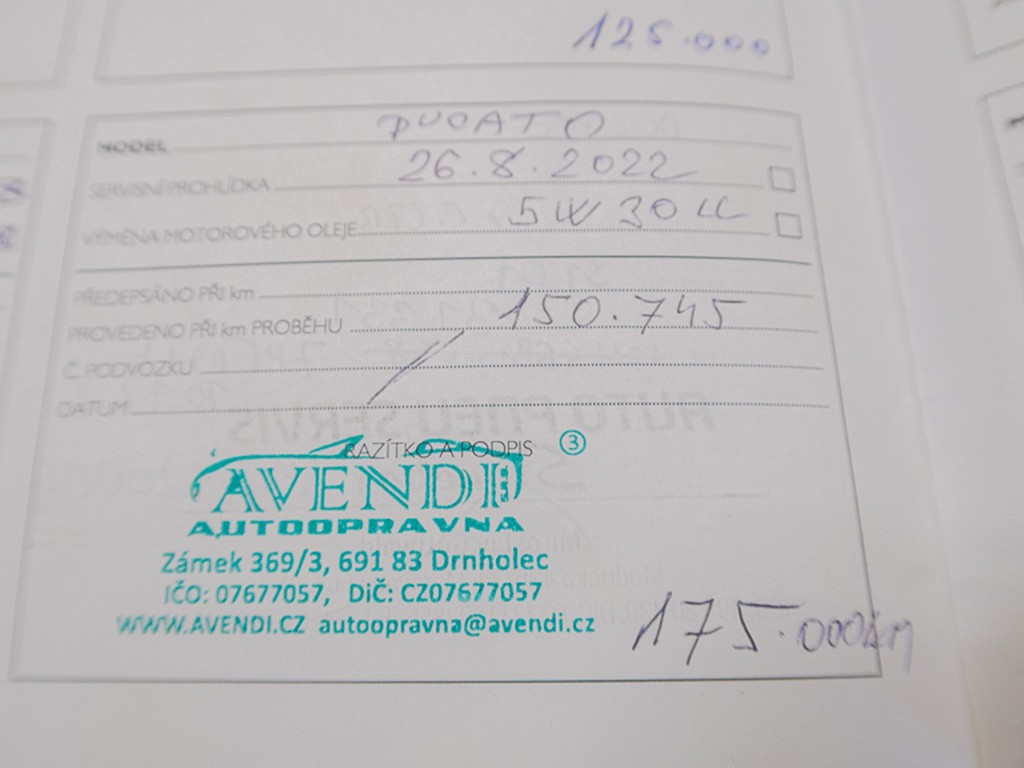 125.000
MODEL DUCATO
SERVISNÍ PROHLÍDKA 26.8.2022
VÝMĚNA MOTOROVÉHO OLEJE 5W30LL
PŘEDEPSÁNO PŘI km
PROVEDENO PŘI km PROBĚHU 150.745
Č. PODVOZKU
DATUM
RAZÍTKO A PODPIS 3
AVENDI
AUTOOPRAVNA
Zámek 369/3, 691 83 Drnholec
IČO: 07677057, DiČ: CZ07677057
WWW.AVENDI.CZ autoopravna@avendi.cz
175.000km